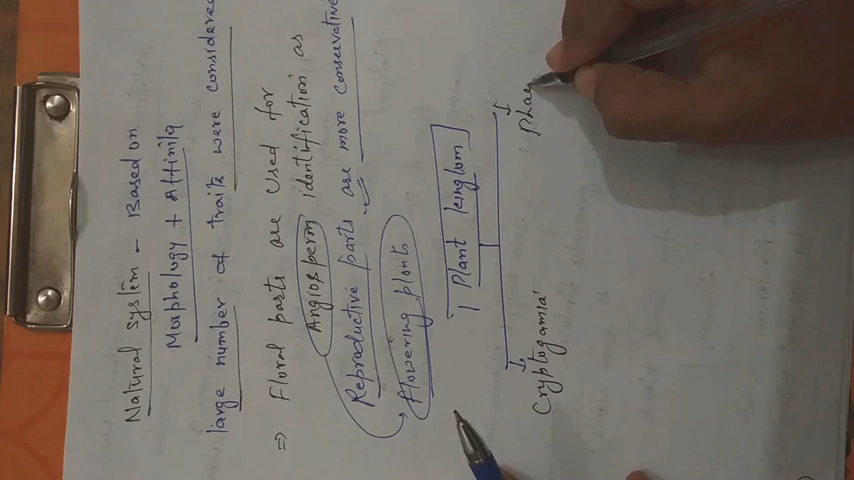 Natural system - Based on
Morphology + Affinity
large number of traits were considered
⇒ Floral parts are used for
Angiosperm identification as
Reproductive parts are more conservative
flowering plants
Plant kingdom
Cryptogamia Phae